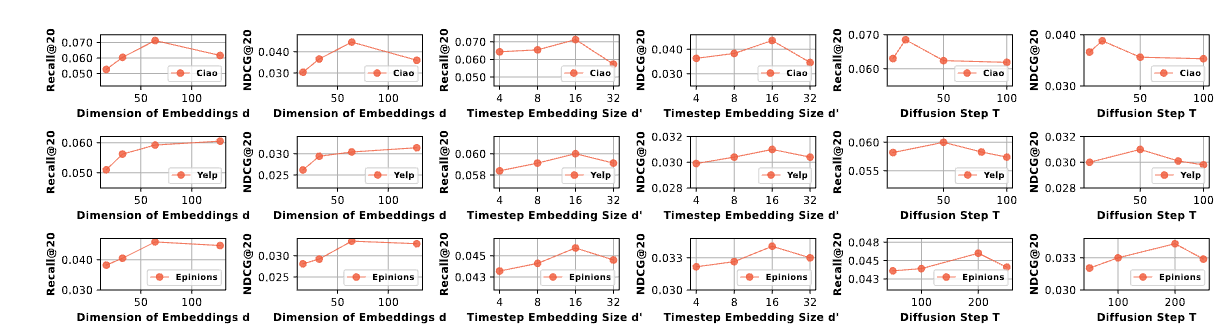 Recall@20 0.070 0.060 0.050 Ciao 50 100 Dimension of Embeddings d
NDCG@20 0.040 0.030 Ciao 50 100 Dimension of Embeddings d
Recall@20 0.070 0.060 0.050 Ciao 4 8 16 32 Timestep Embedding Size d'
NDCG@20 0.040 0.030 Ciao 4 8 16 32 Timestep Embedding Size d'
Recall@20 0.070 0.060 Ciao 50 100 Diffusion Step T
NDCG@20 0.040 0.030 Ciao 50 100 Diffusion Step T
Recall@20 0.060 0.050 Yelp 50 100 Dimension of Embeddings d
NDCG@20 0.030 0.025 Yelp 50 100 Dimension of Embeddings d
Recall@20 0.060 0.058 Yelp 4 8 16 32 Timestep Embedding Size d'
NDCG@20 0.032 0.030 0.028 Yelp 4 8 16 32 Timestep Embedding Size d'
Recall@20 0.060 0.055 Yelp 50 100 Diffusion Step T
NDCG@20 0.032 0.030 0.028 Yelp 50 100 Diffusion Step T
Recall@20 0.040 0.030 Epinions 50 100 Dimension of Embeddings d
NDCG@20 0.030 0.025 Epinions 50 100 Dimension of Embeddings d
Recall@20 0.045 0.043 Epinions 4 8 16 32 Timestep Embedding Size d'
NDCG@20 0.033 0.030 Epinions 4 8 16 32 Timestep Embedding Size d'
Recall@20 0.048 0.045 0.043 Epinions 100 200 Diffusion Step T
NDCG@20 0.033 0.030 Epinions 100 200 Diffusion Step T